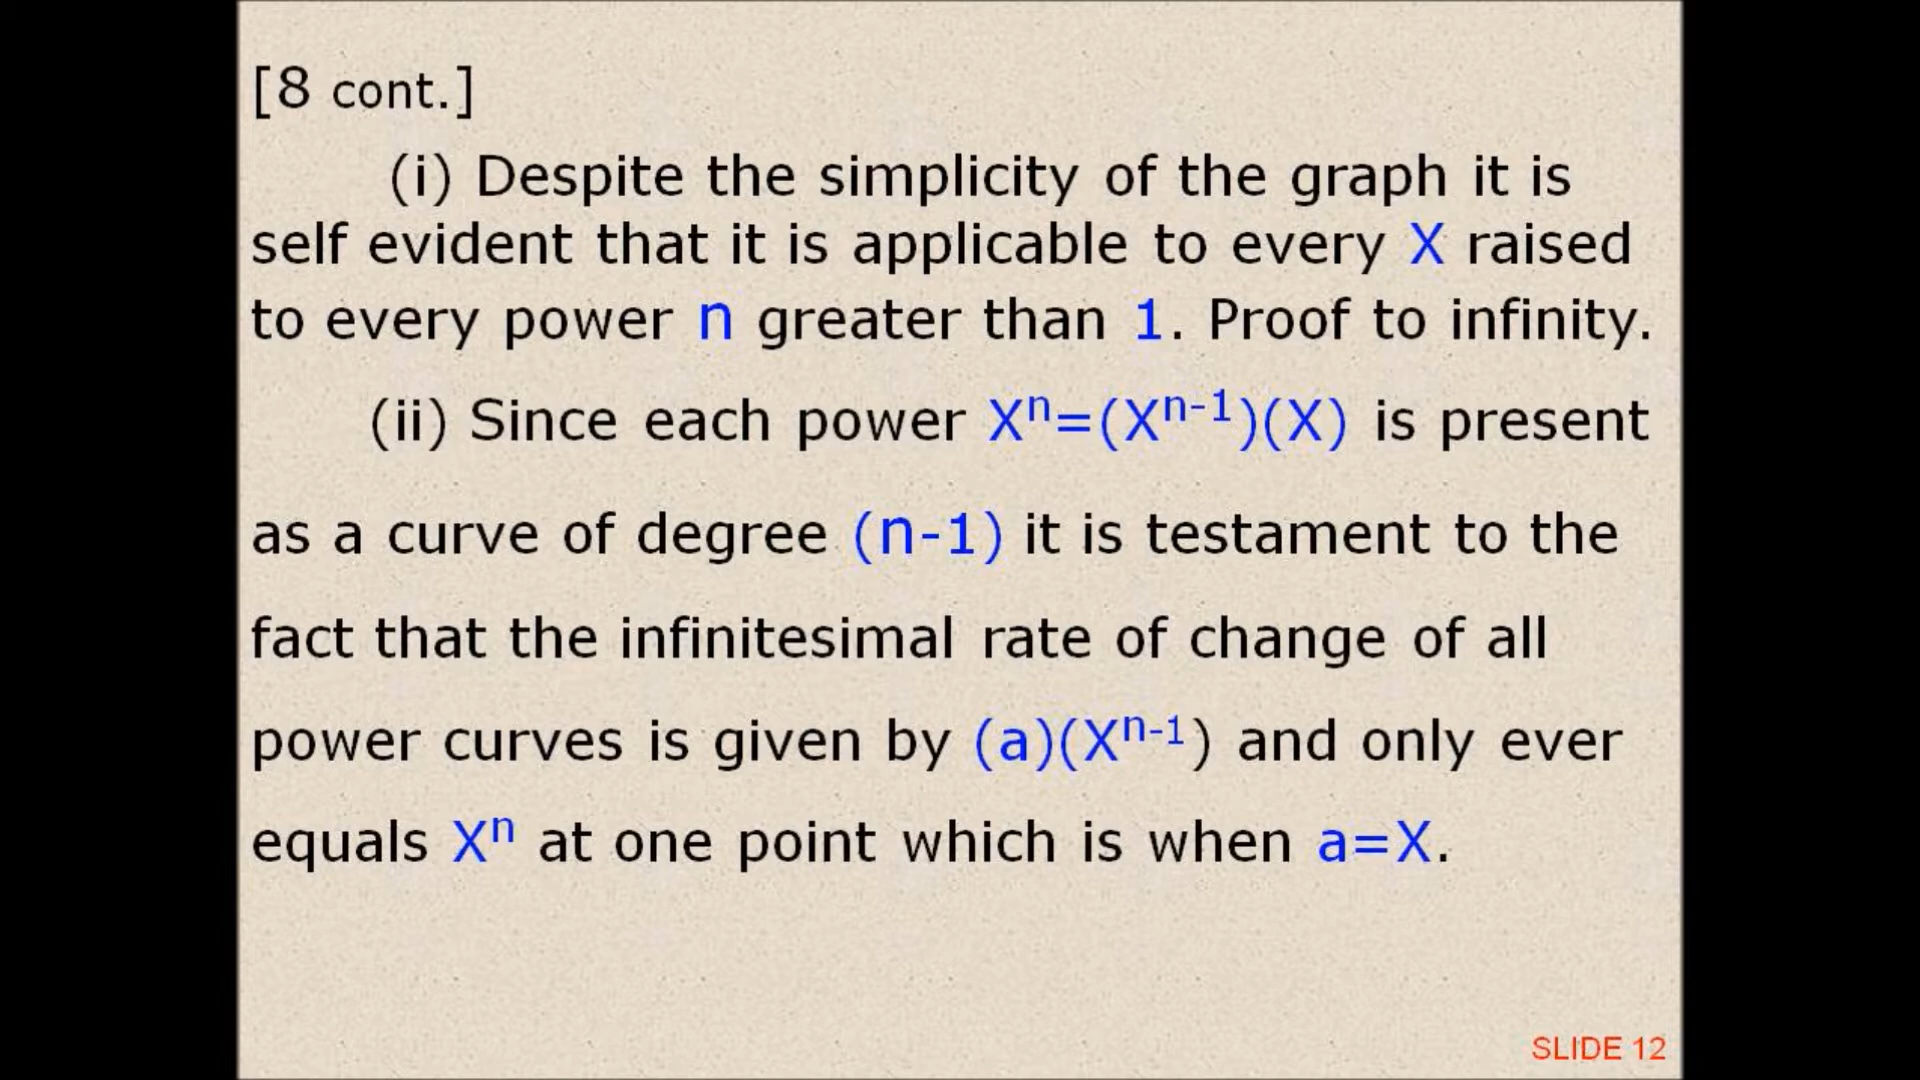 [8 cont.]
(i) Despite the simplicity of the graph it is
self evident that it is applicable to every X raised
to every power n greater than 1. Proof to infinity.
(ii) Since each power Xⁿ=(Xⁿ⁻¹)(X) is present
as a curve of degree (n-1) it is testament to the
fact that the infinitesimal rate of change of all
power curves is given by (a)(Xⁿ⁻¹) and only ever
equals Xⁿ at one point which is when a=X.
SLIDE 12